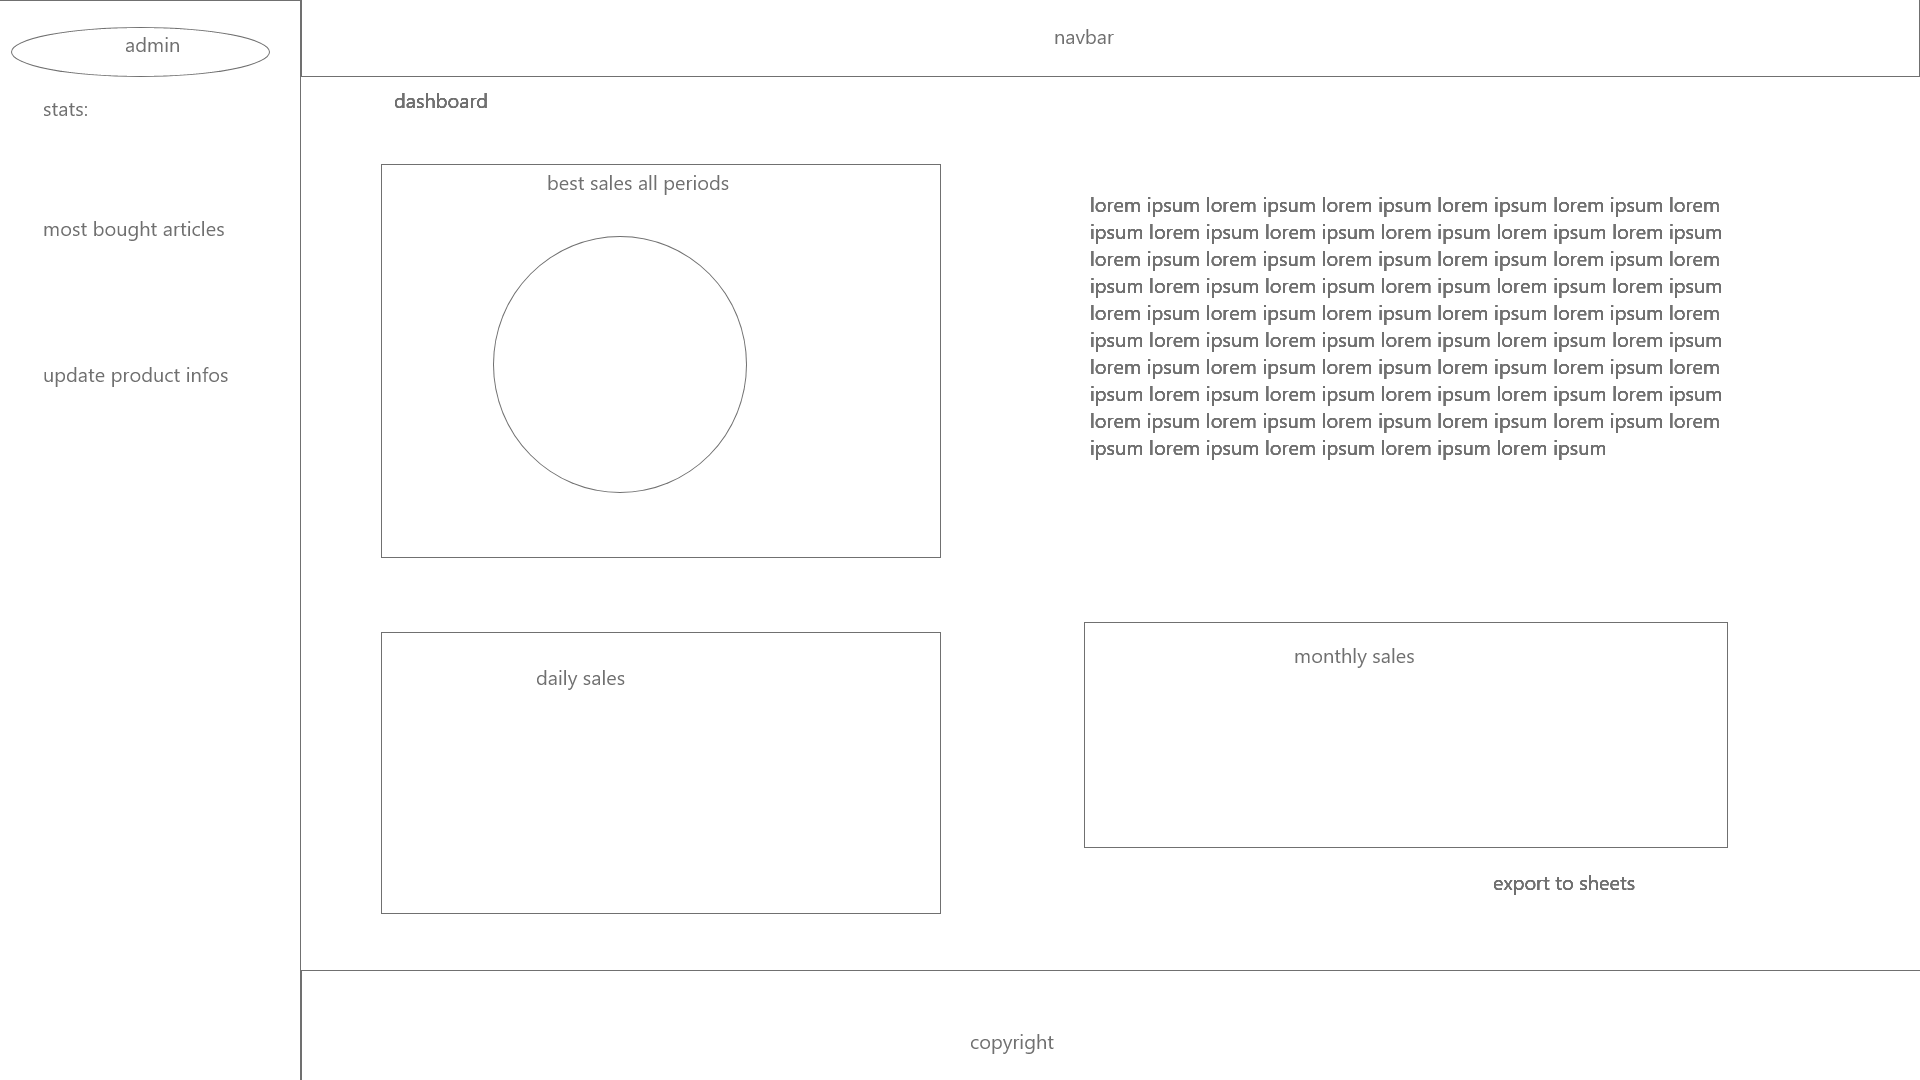 admin
navbar
stats:
most bought articles
update product infos
dashboard
best sales all periods
lorem ipsum lorem ipsum lorem ipsum lorem ipsum lorem ipsum lorem
ipsum lorem ipsum lorem ipsum lorem ipsum lorem ipsum lorem ipsum
lorem ipsum lorem ipsum lorem ipsum lorem ipsum lorem ipsum lorem
ipsum lorem ipsum lorem ipsum lorem ipsum lorem ipsum lorem ipsum
lorem ipsum lorem ipsum lorem ipsum lorem ipsum lorem ipsum lorem
ipsum lorem ipsum lorem ipsum lorem ipsum lorem ipsum lorem ipsum
lorem ipsum lorem ipsum lorem ipsum lorem ipsum lorem ipsum lorem
ipsum lorem ipsum lorem ipsum lorem ipsum lorem ipsum lorem ipsum
lorem ipsum lorem ipsum lorem ipsum lorem ipsum lorem ipsum lorem
ipsum lorem ipsum lorem ipsum lorem ipsum lorem ipsum
daily sales
monthly sales
export to sheets
copyright